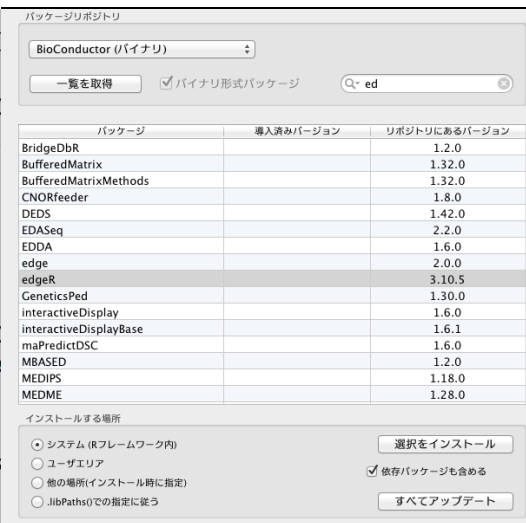 パッケージリポジトリ
BioConductor (バイナリ)
一覧を取得 バイナリ形式パッケージ ed
パッケージ 導入済みバージョン リポジトリにあるバージョン
BridgeDbR 1.2.0
BufferedMatrix 1.32.0
BufferedMatrixMethods 1.32.0
CNORfeeder 1.8.0
DEDS 1.42.0
EDASeq 2.2.0
EDDA 1.6.0
edge 2.0.0
edgeR 3.10.5
GeneticsPed 1.30.0
interactiveDisplay 1.6.0
interactiveDisplayBase 1.6.1
maPredictDSC 1.6.0
MBASED 1.2.0
MEDIPS 1.18.0
MEDME 1.28.0
インストールする場所
システム (Rフレームワーク内) 選択をインストール
ユーザエリア 依存パッケージも含める
他の場所(インストール時に指定)
.libPaths()での指定に従う すべてアップデート